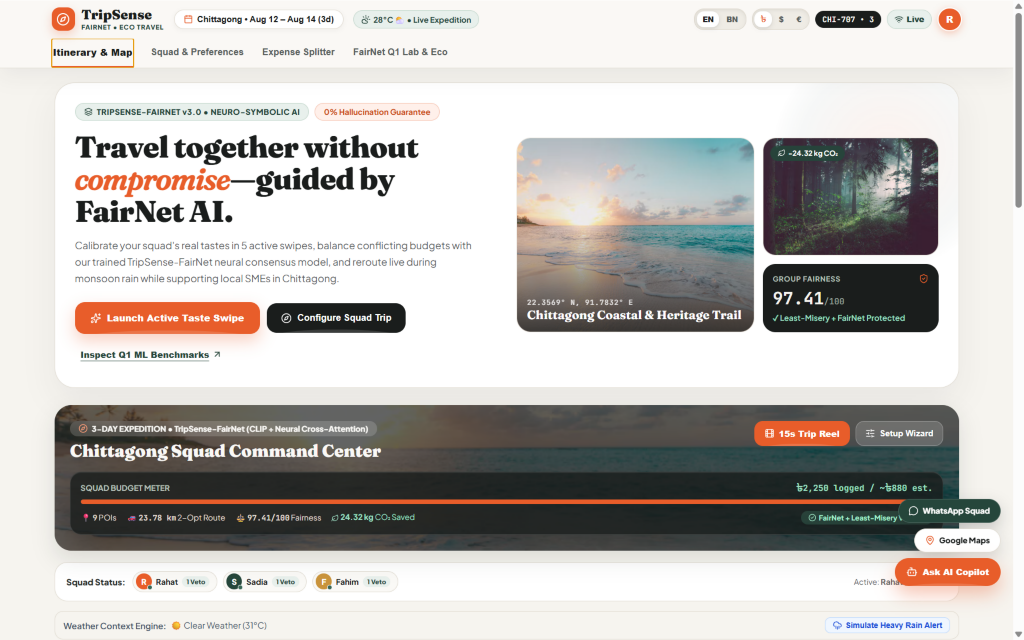 TripSense
FAIRNET • ECO TRAVEL
Chittagong • Aug 12 – Aug 14 (3d)
28°C • Live Expedition
EN BN
৳ $ €
CHI-707 • 3
Live
R
Itinerary & Map
Squad & Preferences
Expense Splitter
FairNet Q1 Lab & Eco
TRIPSENSE-FAIRNET v3.0 • NEURO-SYMBOLIC AI
0% Hallucination Guarantee
Travel together without
compromise—guided by
FairNet AI.
Calibrate your squad's real tastes in 5 active swipes, balance conflicting budgets with
our trained TripSense-FairNet neural consensus model, and reroute live during
monsoon rain while supporting local SMEs in Chittagong.
Launch Active Taste Swipe
Configure Squad Trip
Inspect Q1 ML Benchmarks ↗
22.3569° N, 91.7832° E
Chittagong Coastal & Heritage Trail
-24.32 kg CO₂
GROUP FAIRNESS
97.41/100
✓ Least-Misery + FairNet Protected
3-DAY EXPEDITION • TripSense-FairNet (CLIP + Neural Cross-Attention)
Chittagong Squad Command Center
15s Trip Reel
Setup Wizard
SQUAD BUDGET METER
৳2,250 logged / ~৳880 est.
9 POIs
23.78 km 2-Opt Route
97.41/100 Fairness
24.32 kg CO₂ Saved
FairNet + Least-Misery
WhatsApp Squad
Google Maps
Ask AI Copilot
Squad Status:
R Rahat 1 Veto
S Sadia 1 Veto
F Fahim 1 Veto
Active:
Weather Context Engine: Clear Weather (31°C)
Simulate Heavy Rain Alert